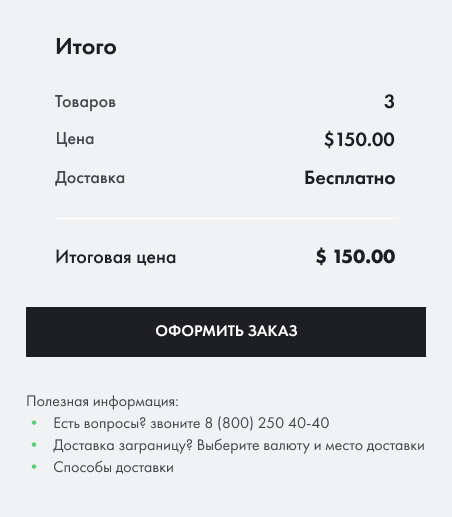 Итого
Товаров 3
Цена $150.00
Доставка Бесплатно
Итоговая цена $ 150.00
ОФОРМИТЬ ЗАКАЗ
Полезная информация:
• Есть вопросы? звоните 8 (800) 250 40-40
• Доставка заграницу? Выберите валюту и место доставки
• Способы доставки